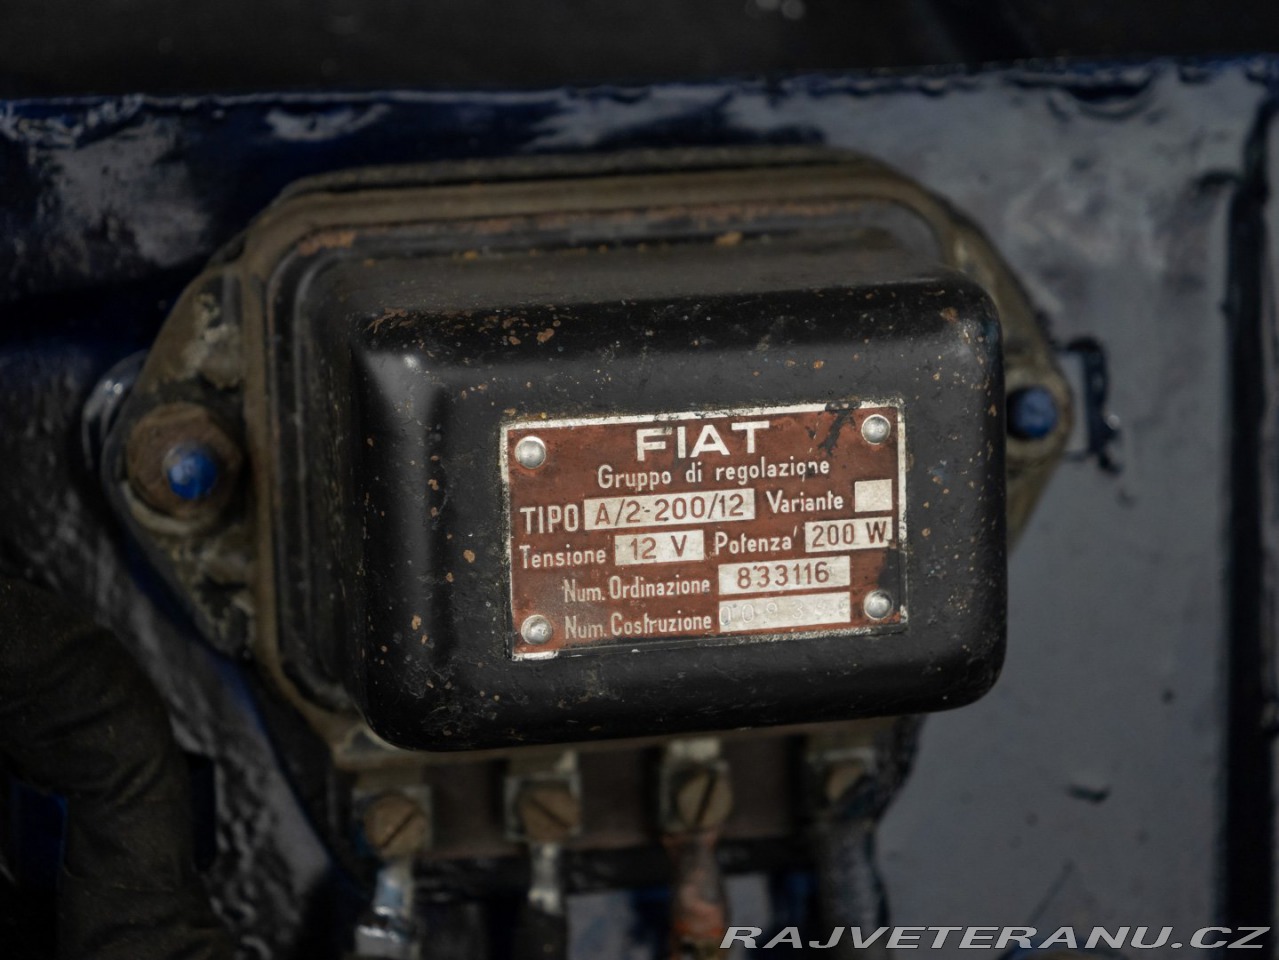 FIAT
Gruppo di regolazione
TIPO A/2-200/12 Variante
Tensione 12 V Potenza' 200 W
Num. Ordinazione 833116
Num. Costruzione
RAJVETERANU.CZ